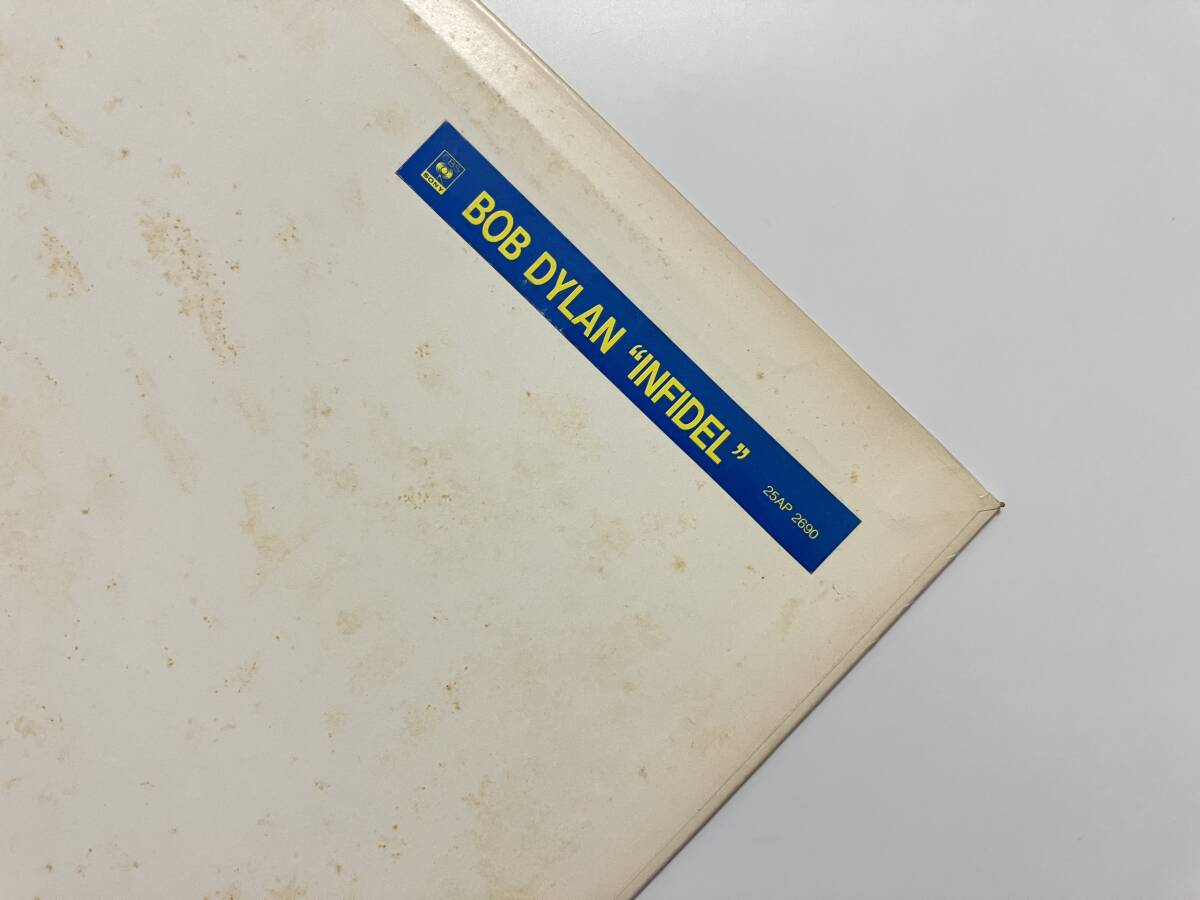 CBS
SONY
BOB DYLAN “INFIDEL”
25AP 2690